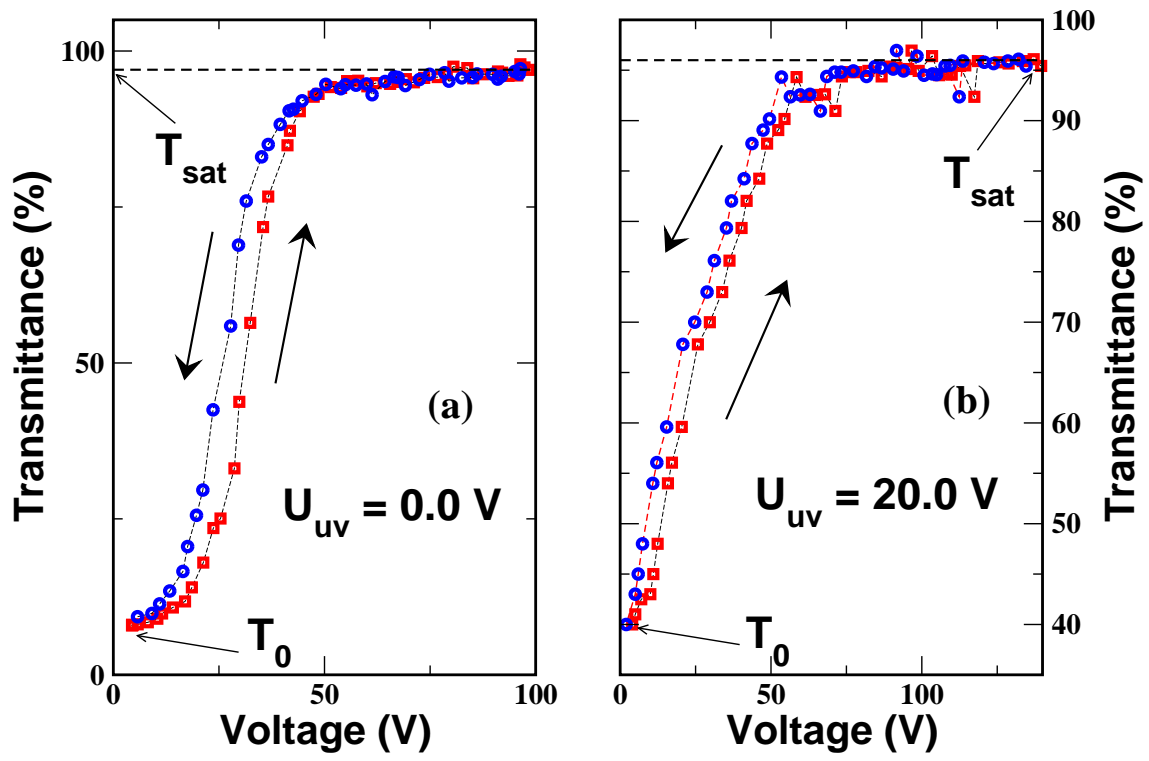 100
50
0
Transmittance (%)
T_sat
(a)
U_uv = 0.0 V
T_0
0 50 100
Voltage (V)
100
90
80
70
60
50
40
Transmittance (%)
T_sat
(b)
U_uv = 20.0 V
T_0
0 50 100
Voltage (V)